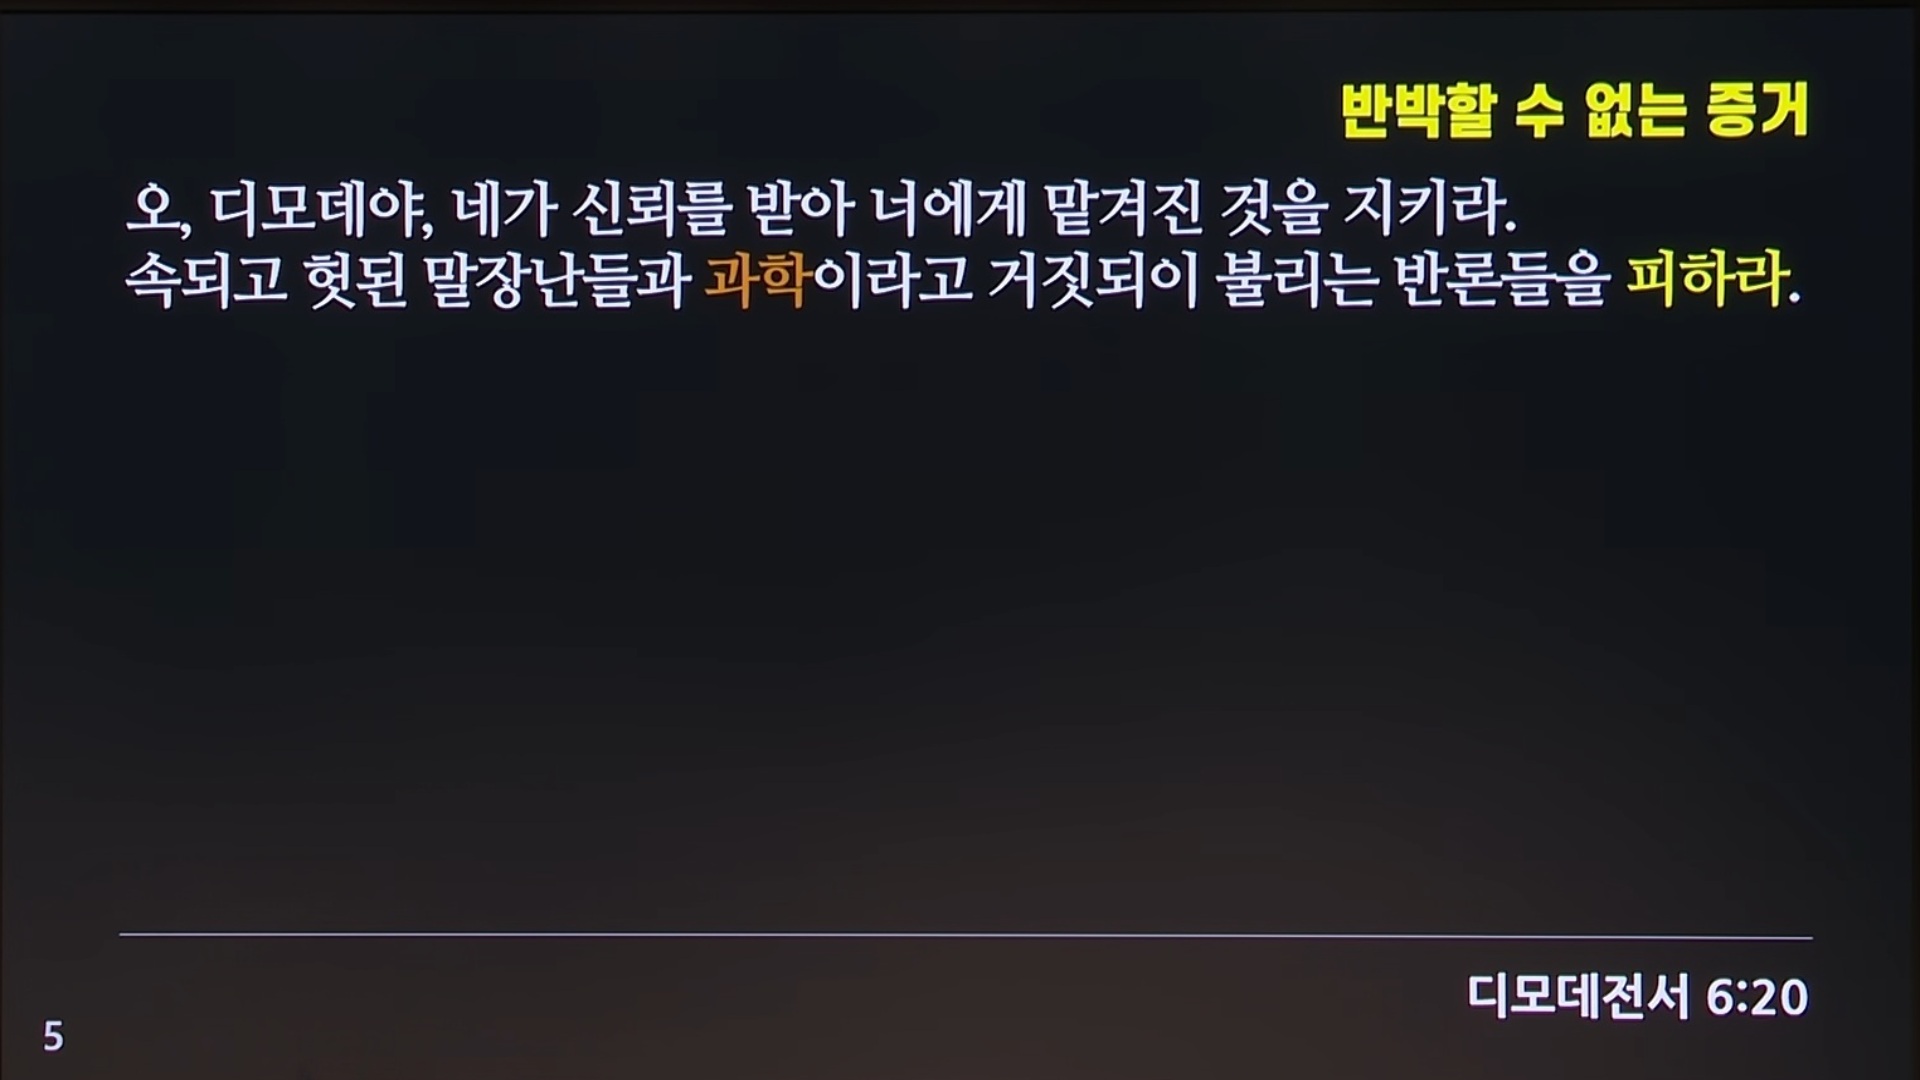 반박할 수 없는 증거
오, 디모데야, 네가 신뢰를 받아 너에게 맡겨진 것을 지키라.
속되고 헛된 말장난들과 과학이라고 거짓되이 불리는 반론들을 피하라.
디모데전서 6:20
5